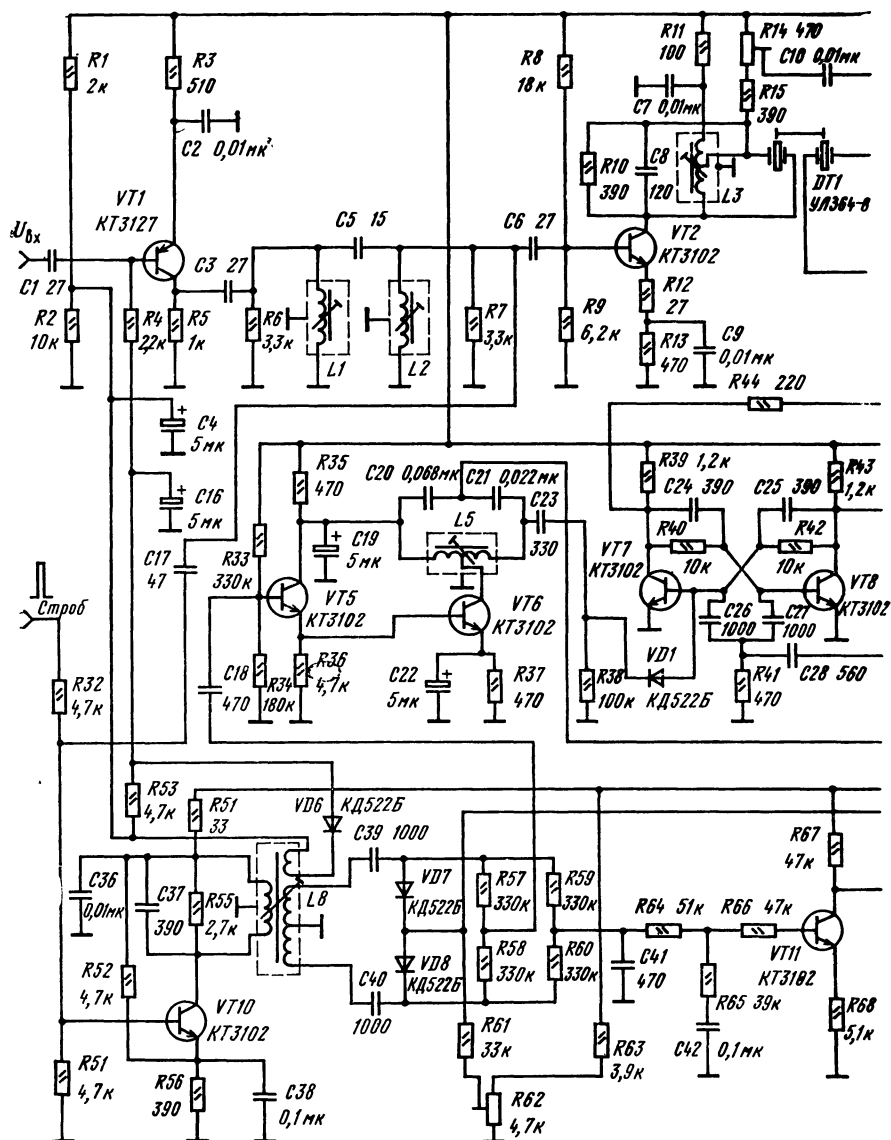 R1
2к
R3
510
C2 0,01мк
R8
18к
R11
100
R14 470
C10 0,01мк
C7 0,01мк
R15
390
R10
390
C8
120
L3
DT1
УЛЗ64-8
VT1
КТ3127
Uвх
C1 27
C3 27
C5 15
C6 27
VT2
КТ3102
R2
10к
R4
22к
R5
1к
R6
3,3к
L1
L2
R7
3,3к
R9
6,2к
R12
27
R13
470
C9
0,01мк
R44 220
C4
5мк
C16
5мк
C17
47
Строб
R35
470
C20 0,068мк
C21 0,022мк
C23
330
L5
C19
5мк
R33
330к
VT5
КТ3102
VT6
КТ3102
R39 1,2к
C24 390
C25 390
R43
1,2к
R40
10к
R42
10к
VT7
КТ3102
VT8
КТ3102
C26
1000
C27
1000
C28 560
R41
470
VD1
КД522Б
R38
100к
R37
470
C22
5мк
R36
4,7к
R34
180к
C18
470
R32
4,7к
R53
4,7к
R51
33
VD6 КД522Б
C39 1000
L8
C36
0,01мк
C37
390
R55
2,7к
R52
4,7к
VT10
КТ3102
R51
4,7к
R56
390
C38
0,1мк
VD7
КД522Б
VD8
КД522Б
C40
1000
R57
330к
R58
330к
R59
330к
R60
330к
R61
33к
R62
4,7к
R63
3,9к
C41
470
R64 51к
R66 47к
R65 39к
C42 0,1мк
VT11
КТ3102
R67
47к
R68
5,1к